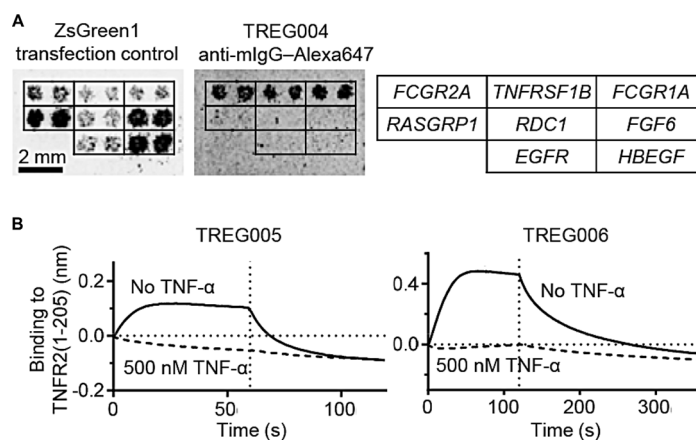 A
ZsGreen1
transfection control
TREG004
anti-mIgG–Alexa647
2 mm
FCGR2A TNFRSF1B FCGR1A
RASGRP1 RDC1 FGF6
EGFR HBEGF
B
TREG005
Binding to
TNFR2(1-205) (nm)
0.2
0.0
-0.2
No TNF-α
500 nM TNF-α
0 50 100
Time (s)
TREG006
0.4
0.0
No TNF-α
500 nM TNF-α
0 100 200 300
Time (s)